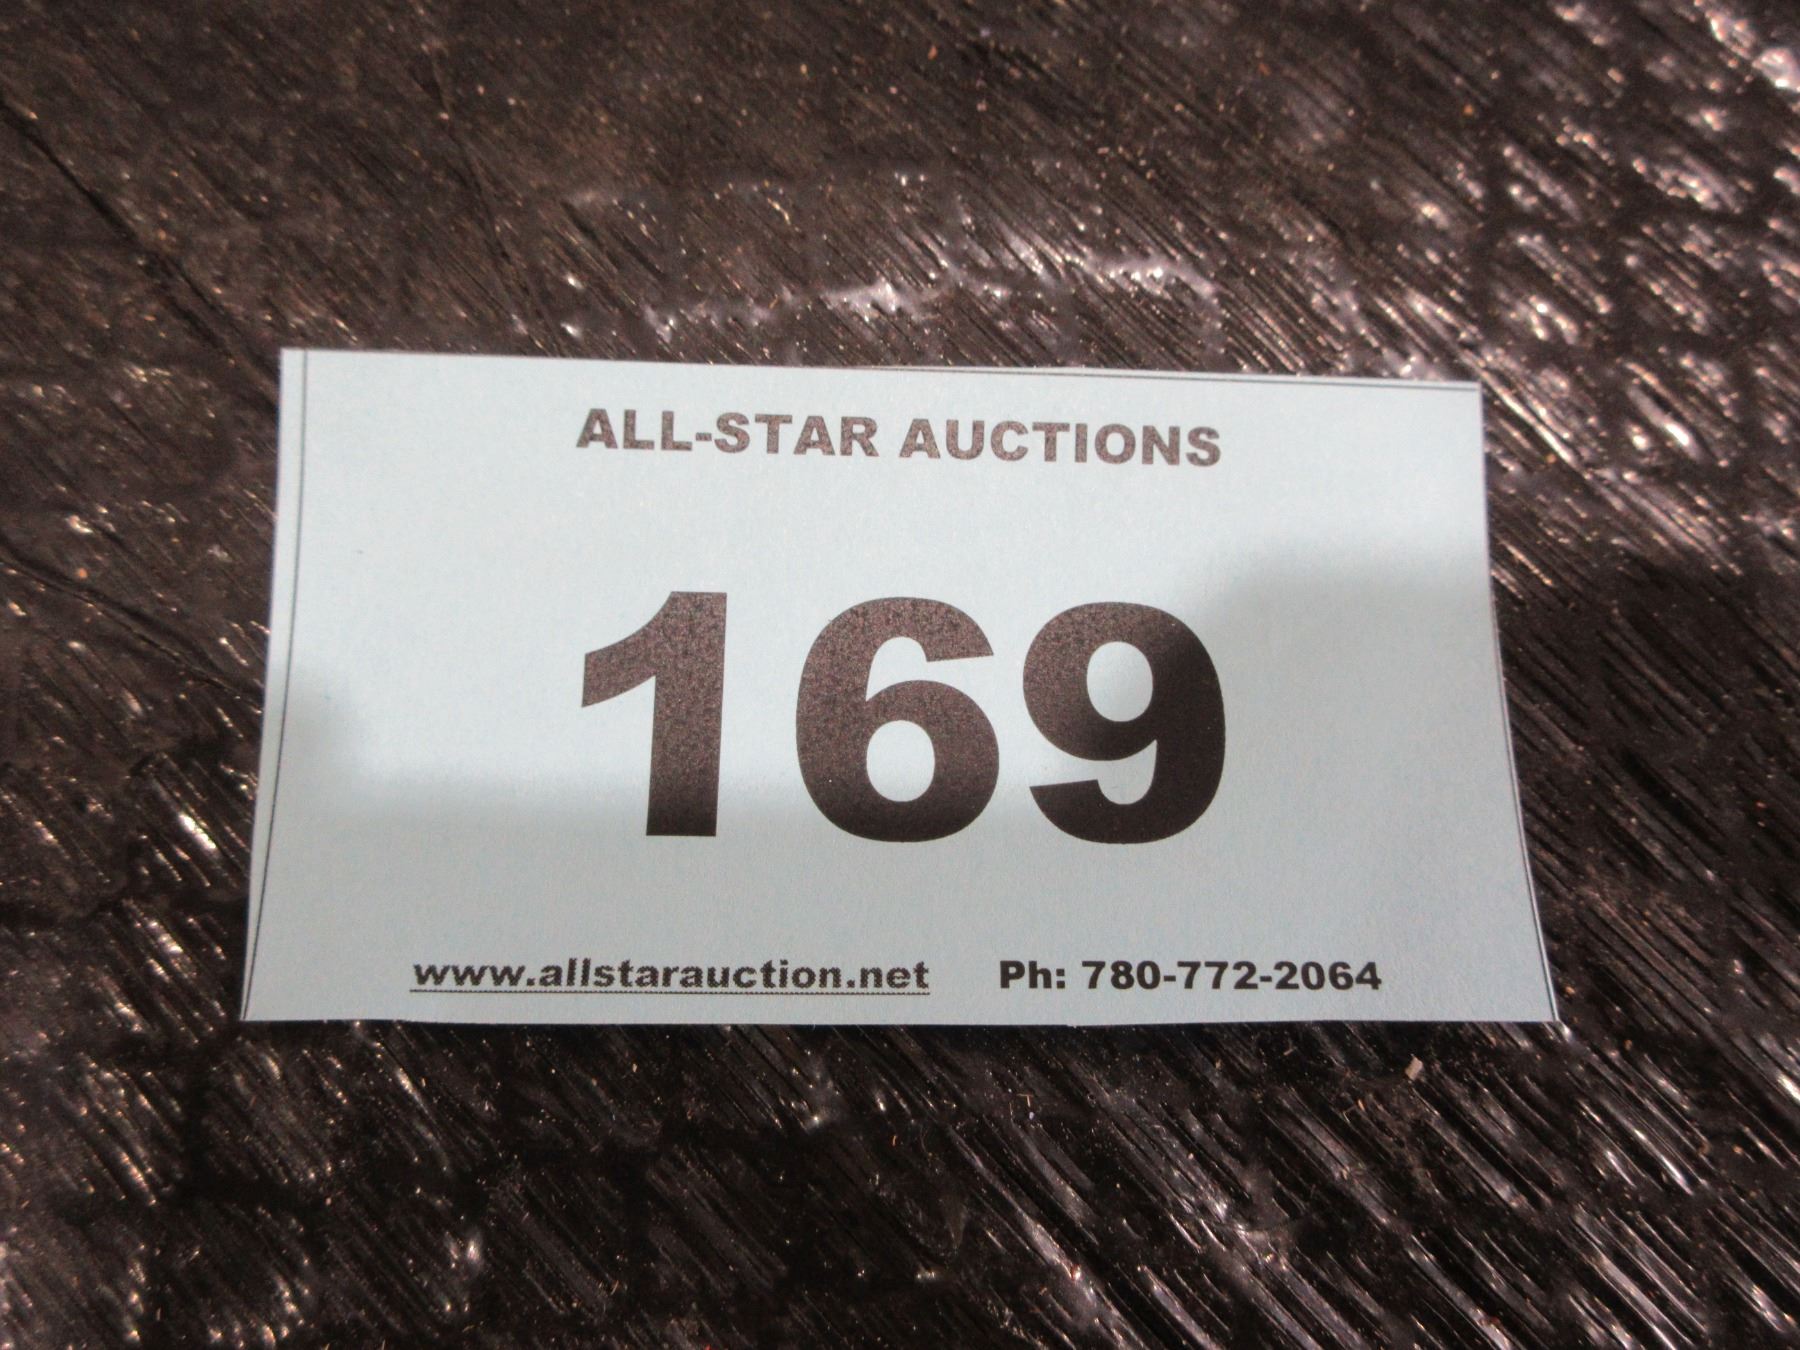 ALL-STAR AUCTIONS
169
www.allstarauction.net Ph: 780-772-2064